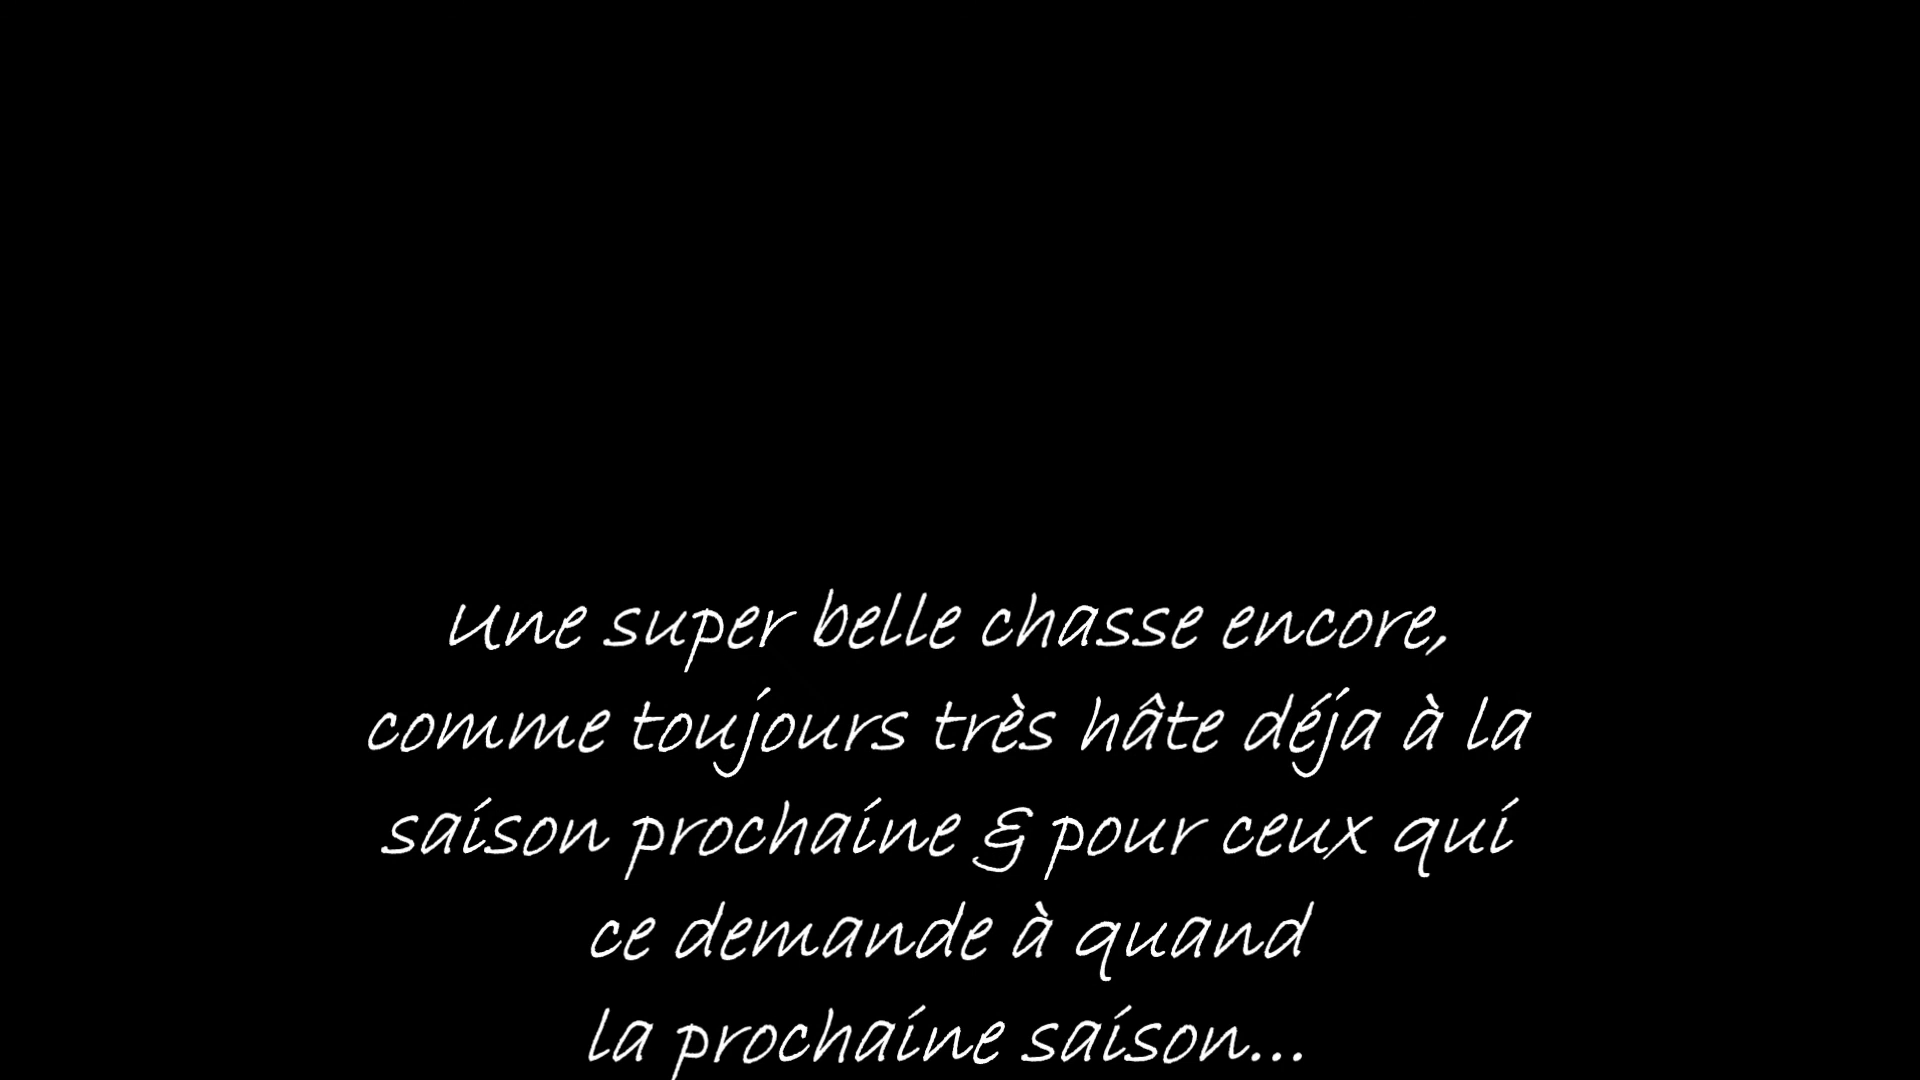 Une super belle chasse encore,
comme toujours très hâte déja à la
saison prochaine & pour ceux qui
ce demande à quand
la prochaine saison...